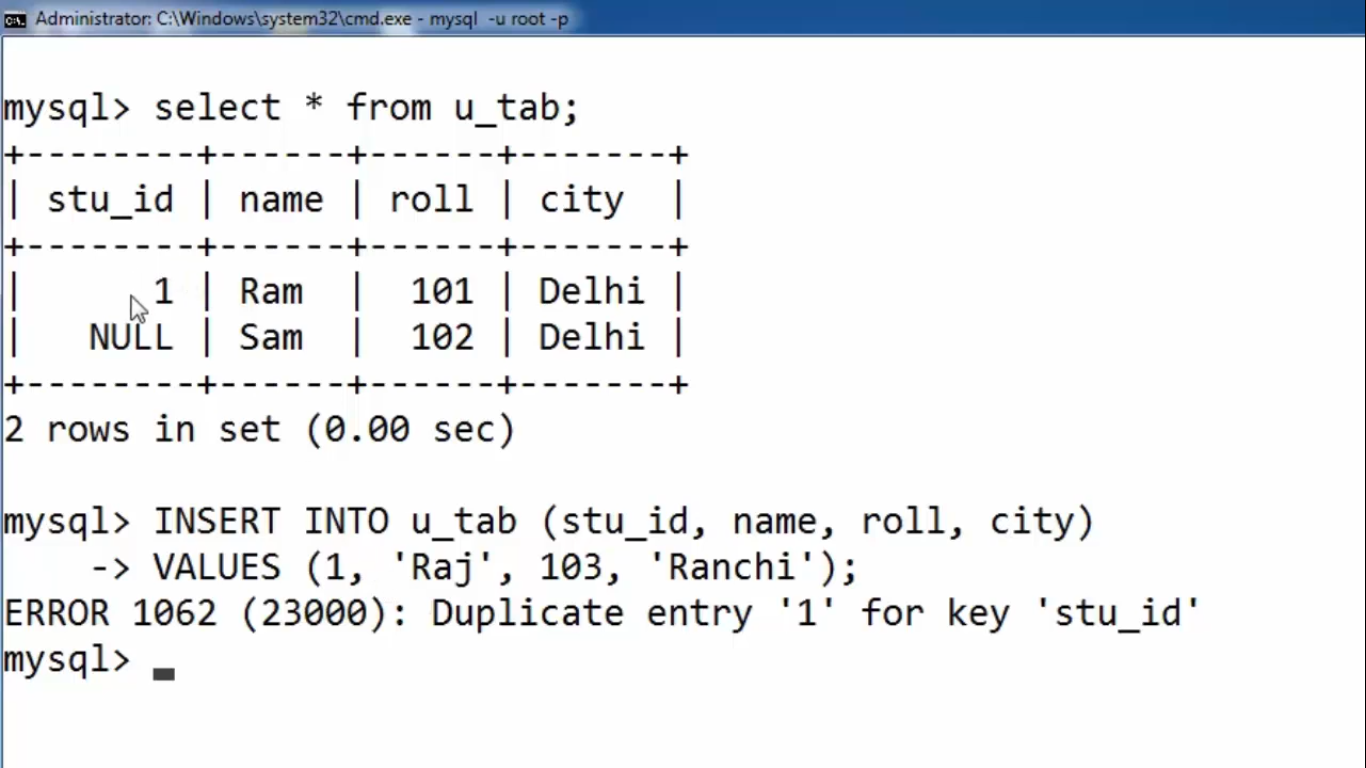 Administrator: C:\Windows\system32\cmd.exe - mysql  -u root -p
mysql> select * from u_tab;
+--------+------+------+-------+
| stu_id | name | roll | city  |
+--------+------+------+-------+
|      1 | Ram  |  101 | Delhi |
|   NULL | Sam  |  102 | Delhi |
+--------+------+------+-------+
2 rows in set (0.00 sec)
mysql> INSERT INTO u_tab (stu_id, name, roll, city)
    -> VALUES (1, 'Raj', 103, 'Ranchi');
ERROR 1062 (23000): Duplicate entry '1' for key 'stu_id'
mysql> _